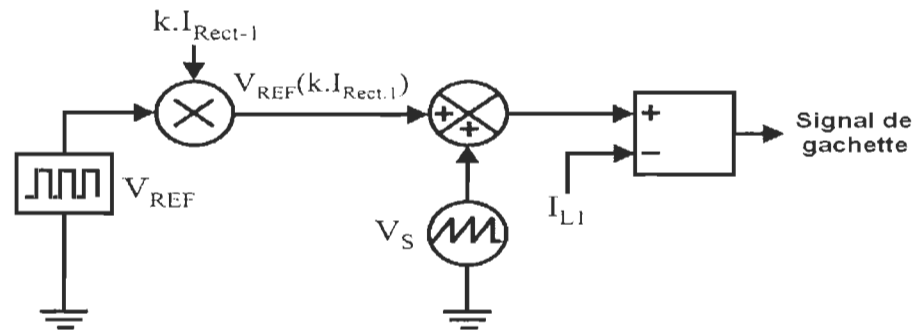 k.I_Rect-1
V_REF(k.I_Rect.1)
+
+
+
−
Signal de
gachette
V_REF
I_L1
V_S